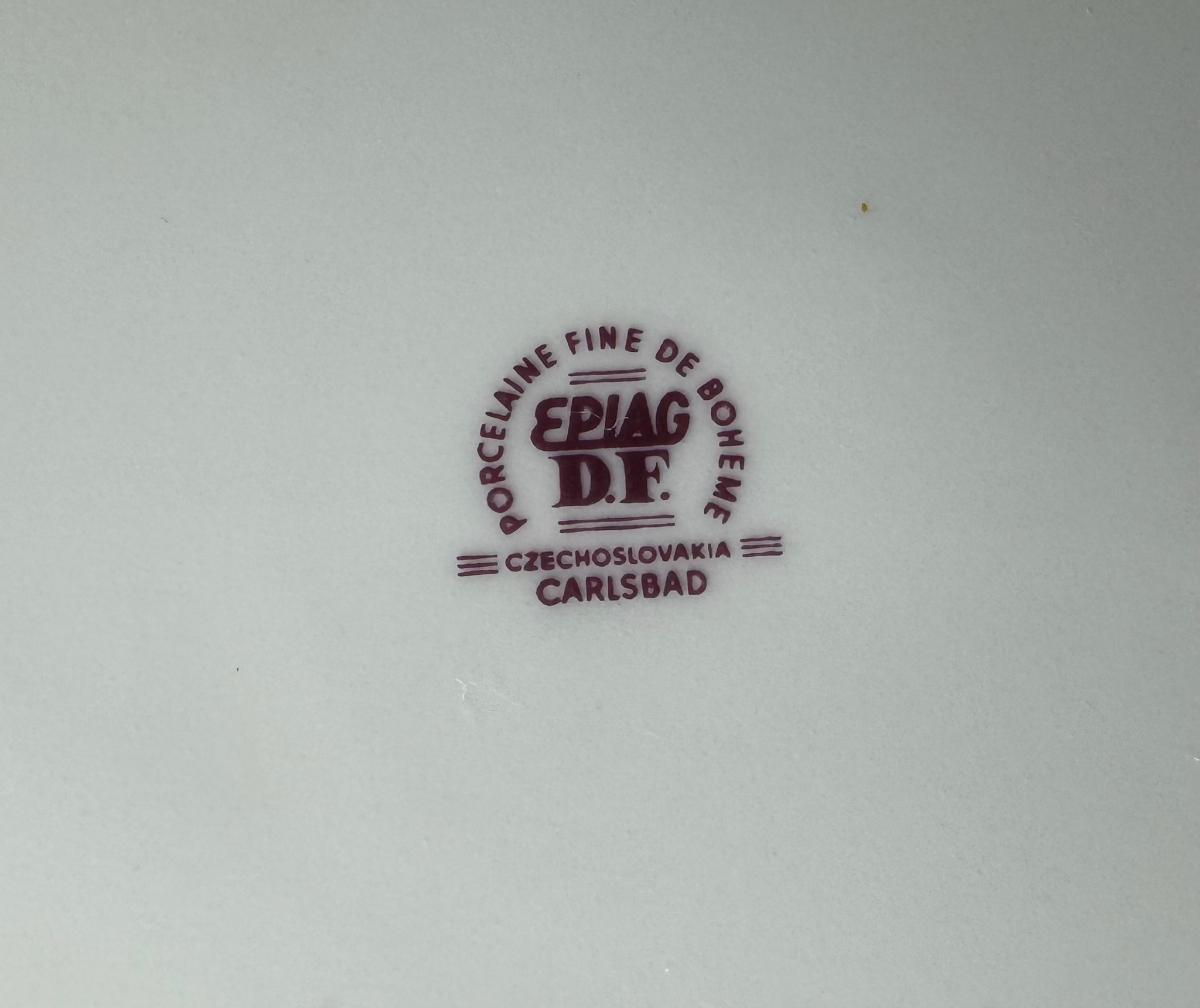 PORCELAINE FINE DE BOHEME
EPIAG
D.F.
CZECHOSLOVAKIA
CARLSBAD